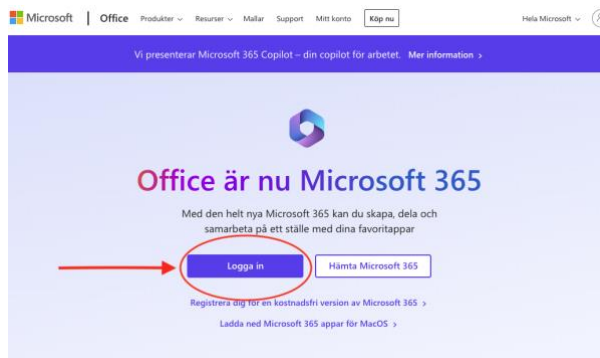 Microsoft | Office Produkter Resurser Mallar Support Mitt konto Köp nu Hela Microsoft
Vi presenterar Microsoft 365 Copilot – din copilot för arbetet. Mer information >
Office är nu Microsoft 365
Med den helt nya Microsoft 365 kan du skapa, dela och
samarbeta på ett ställe med dina favoritappar
Logga in Hämta Microsoft 365
Registrera dig för en kostnadsfri version av Microsoft 365 >
Ladda ned Microsoft 365 appar för MacOS >